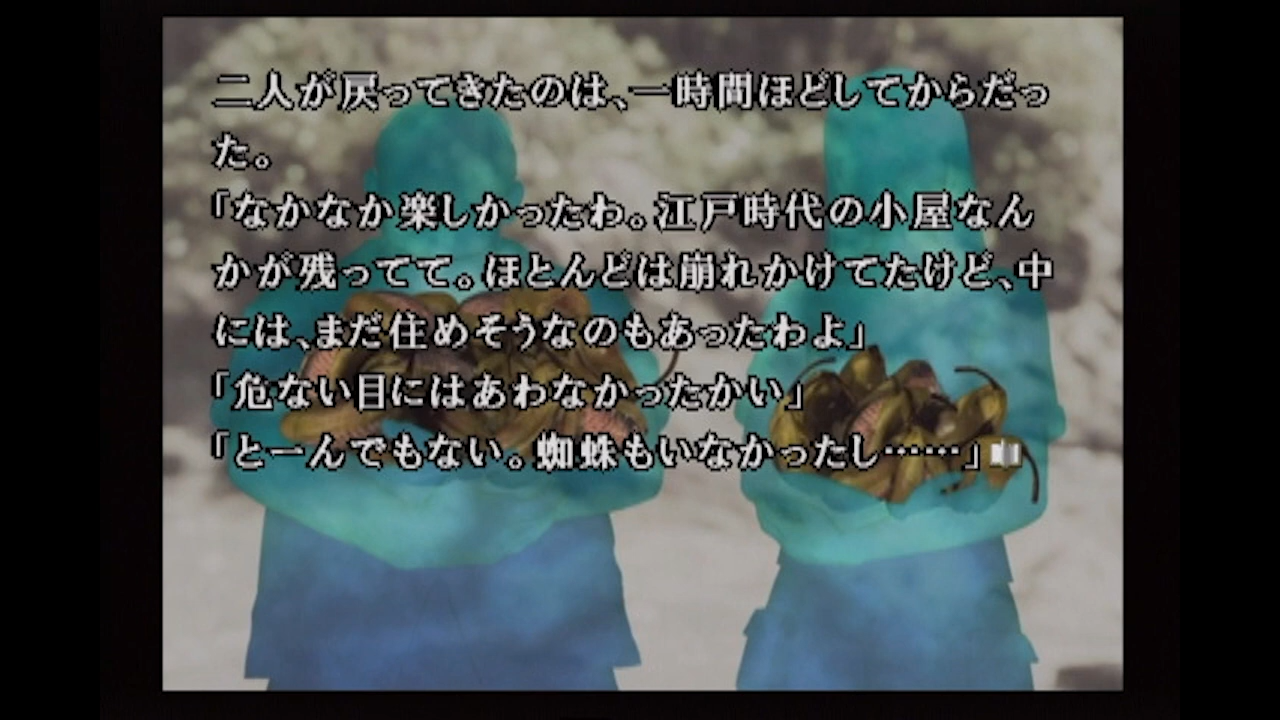 二人が戻ってきたのは、一時間ほどしてからだっ
た。
「なかなか楽しかったわ。江戸時代の小屋なん
かが残ってて。ほとんどは崩れかけてたけど、中
には、まだ住めそうなのもあったわよ」
「危ない目にはあわなかったかい」
「とーんでもない。蜘蛛もいなかったし……」